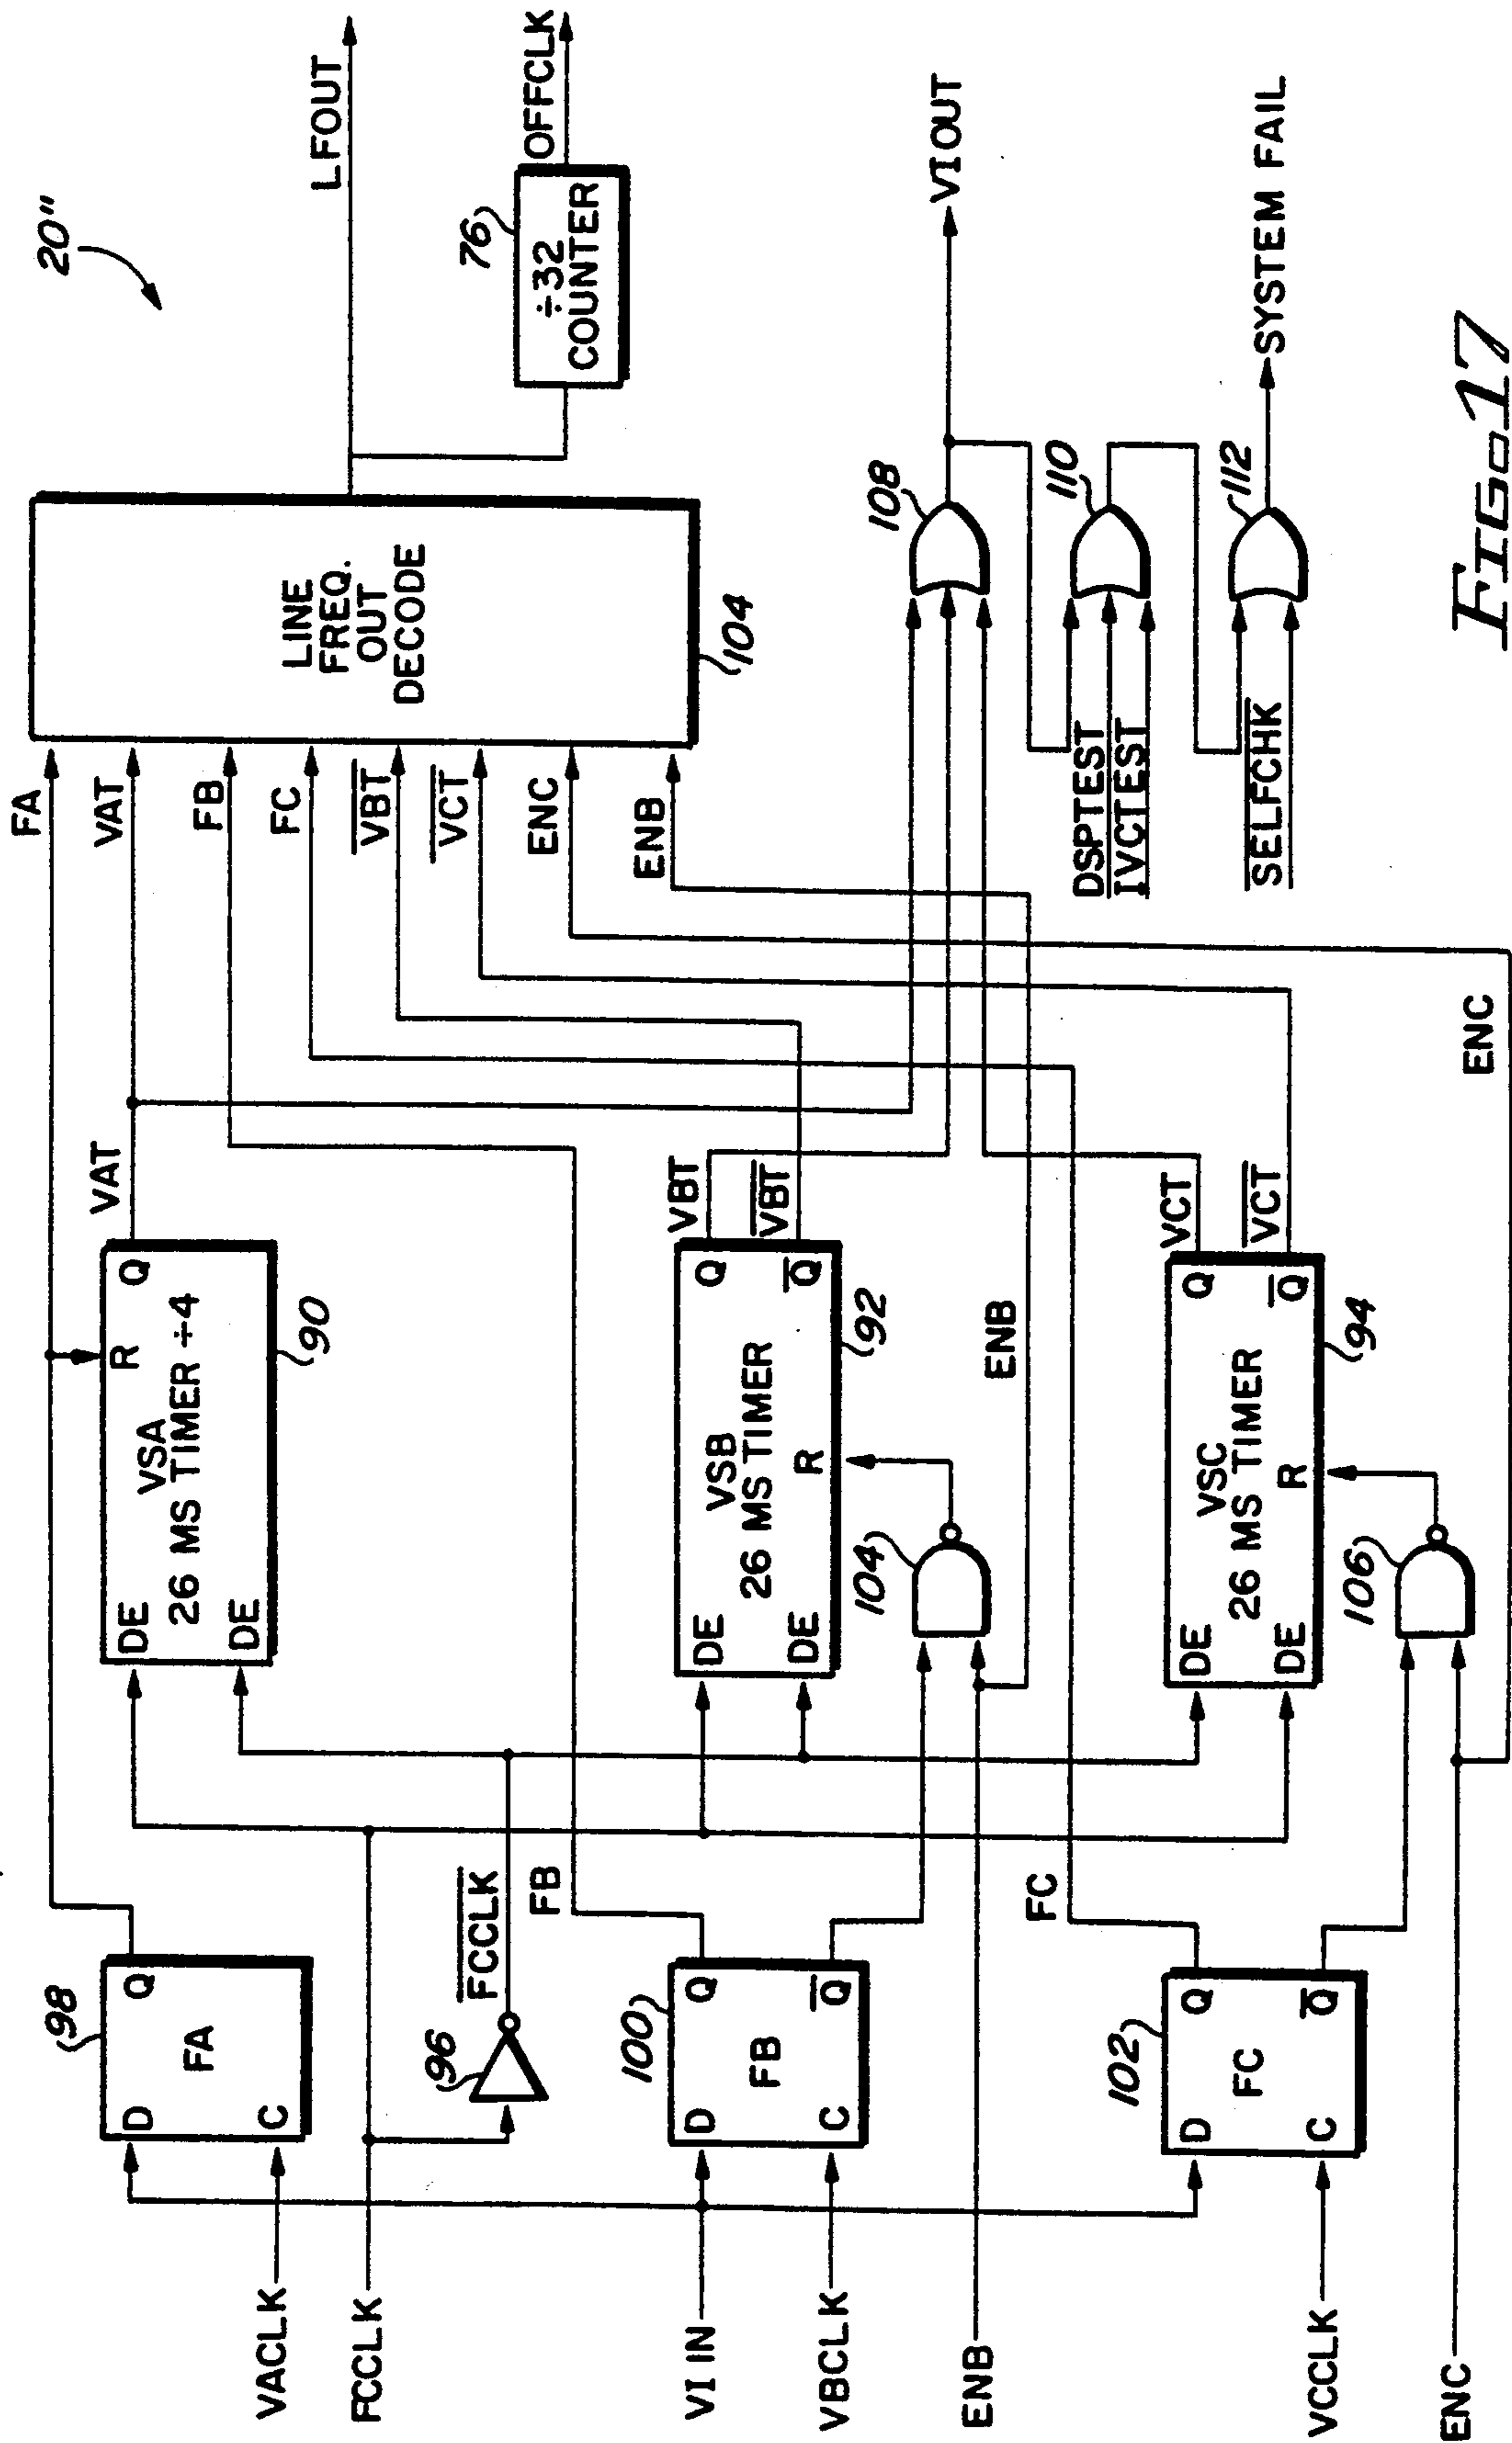 20"
LFOUT
OFFCLK
76
÷32
COUNTER
LINE
FREQ.
OUT
DECODE
104
FA
VAT
FB
FC
VBT
VCT
ENC
ENB
VIOUT
108
110
112
DSPTEST
IVCTEST
SELFCHK
SYSTEM FAIL
VAT
VSA
26 MS TIMER ÷4
DE
DE
R
Q
90
VBT
VBT
VSB
26 MS TIMER
DE
DE
R
Q
Q
92
104
ENB
VCT
VCT
VSC
26 MS TIMER
DE
DE
R
Q
Q
94
106
ENC
98
FA
D
C
Q
96
FCCLK
FB
100
FB
D
C
Q
Q
FC
102
FC
D
C
Q
Q
VACLK
FCCLK
VI IN
VBCLK
ENB
VCCLK
ENC
FIG. 17